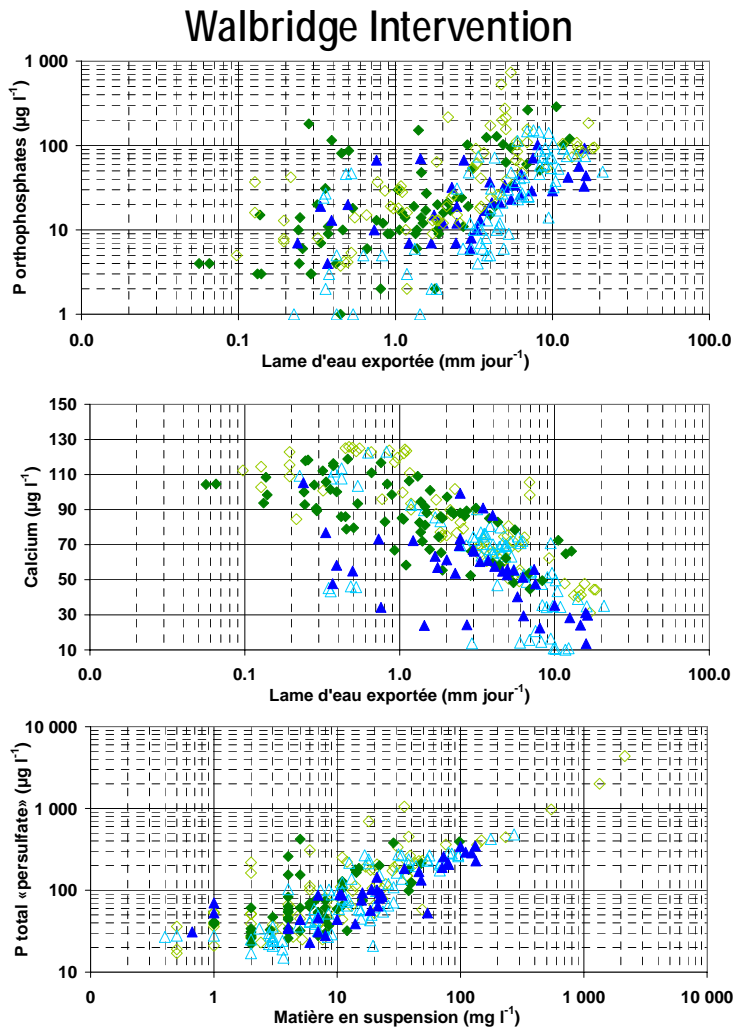 Walbridge Intervention
P orthophosphates (µg l-1)
1 000
100
10
1
0.0 0.1 1.0 10.0 100.0
Lame d'eau exportée (mm jour-1)
Calcium (µg l-1)
150
130
110
90
70
50
30
10
0.0 0.1 1.0 10.0 100.0
Lame d'eau exportée (mm jour-1)
P total «persulfate» (µg l-1)
10 000
1 000
100
10
0 1 10 100 1 000 10 000
Matière en suspension (mg l-1)